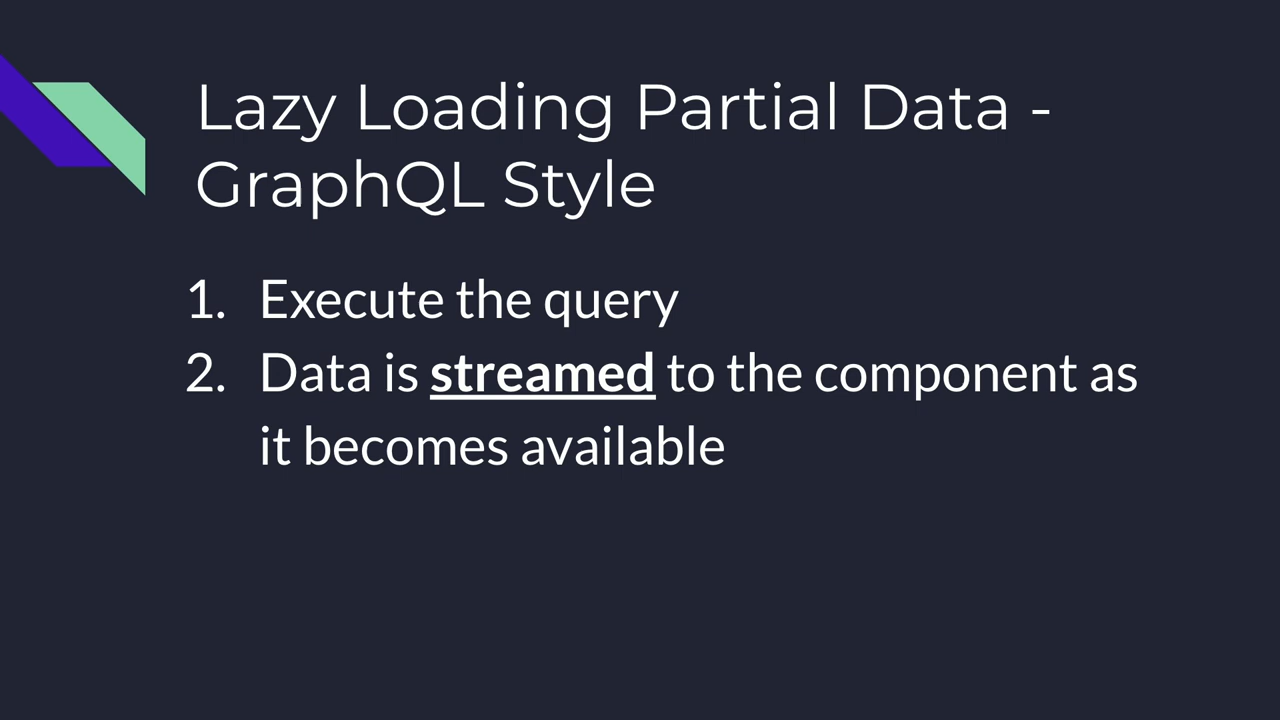 Lazy Loading Partial Data -
GraphQL Style
1. Execute the query
2. Data is streamed to the component as
it becomes available